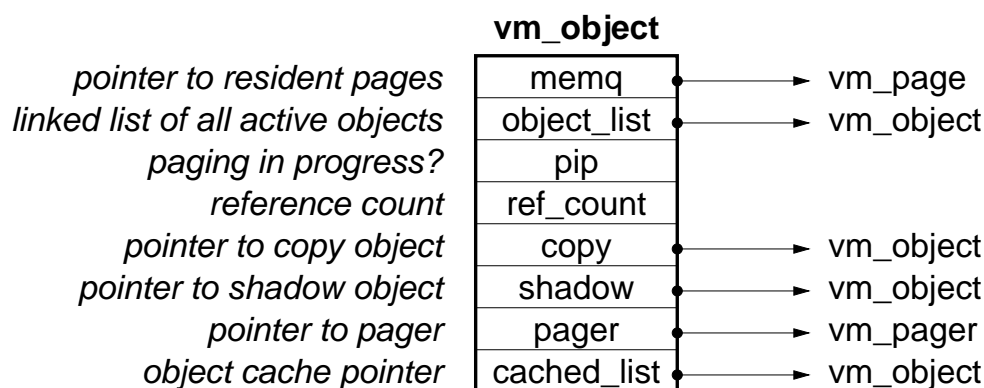 vm_object
pointer to resident pages memq vm_page
linked list of all active objects object_list vm_object
paging in progress? pip
reference count ref_count
pointer to copy object copy vm_object
pointer to shadow object shadow vm_object
pointer to pager pager vm_pager
object cache pointer cached_list vm_object